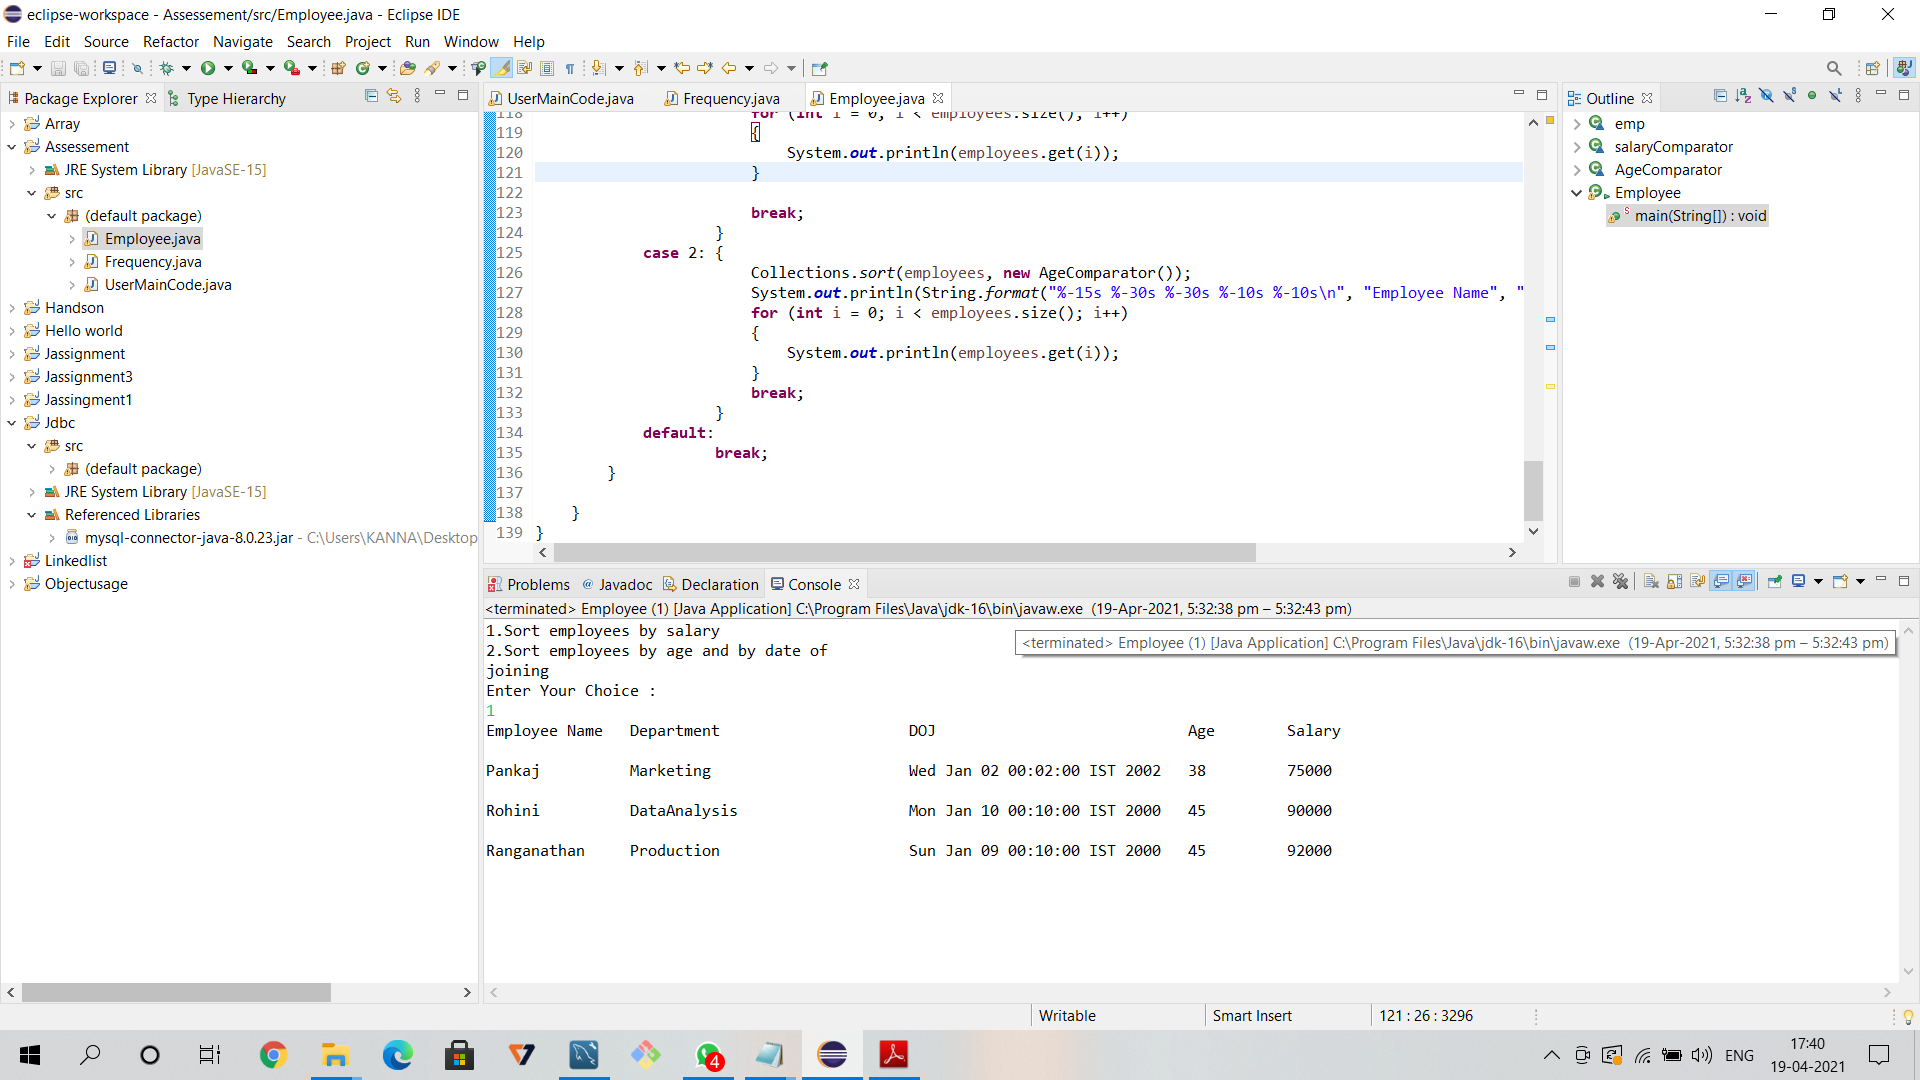 eclipse-workspace - Assessement/src/Employee.java - Eclipse IDE
File Edit Source Refactor Navigate Search Project Run Window Help
Package Explorer Type Hierarchy
Array
Assessement
JRE System Library [JavaSE-15]
src
(default package)
Employee.java
Frequency.java
UserMainCode.java
Handson
Hello world
Jassignment
Jassignment3
Jassingment1
Jdbc
src
(default package)
JRE System Library [JavaSE-15]
Referenced Libraries
mysql-connector-java-8.0.23.jar - C:\Users\KANNA\Desktop
Linkedlist
Objectusage
UserMainCode.java Frequency.java Employee.java
118 for (int i = 0; i < employees.size(); i++)
119 {
120 System.out.println(employees.get(i));
121 }
122
123 break;
124 }
125 case 2: {
126 Collections.sort(employees, new AgeComparator());
127 System.out.println(String.format("%-15s %-30s %-30s %-10s %-10s\n", "Employee Name", "
128 for (int i = 0; i < employees.size(); i++)
129 {
130 System.out.println(employees.get(i));
131 }
132 break;
133 }
134 default:
135 break;
136 }
137
138 }
139 }
Outline
emp
salaryComparator
AgeComparator
Employee
main(String[]) : void
Problems @ Javadoc Declaration Console
<terminated> Employee (1) [Java Application] C:\Program Files\Java\jdk-16\bin\javaw.exe (19-Apr-2021, 5:32:38 pm – 5:32:43 pm)
<terminated> Employee (1) [Java Application] C:\Program Files\Java\jdk-16\bin\javaw.exe (19-Apr-2021, 5:32:38 pm – 5:32:43 pm)
1.Sort employees by salary
2.Sort employees by age and by date of
joining
Enter Your Choice :
1
Employee Name Department DOJ Age Salary
Pankaj Marketing Wed Jan 02 00:02:00 IST 2002 38 75000
Rohini DataAnalysis Mon Jan 10 00:10:00 IST 2000 45 90000
Ranganathan Production Sun Jan 09 00:10:00 IST 2000 45 92000
Writable Smart Insert 121 : 26 : 3296
4
ENG
17:40
19-04-2021